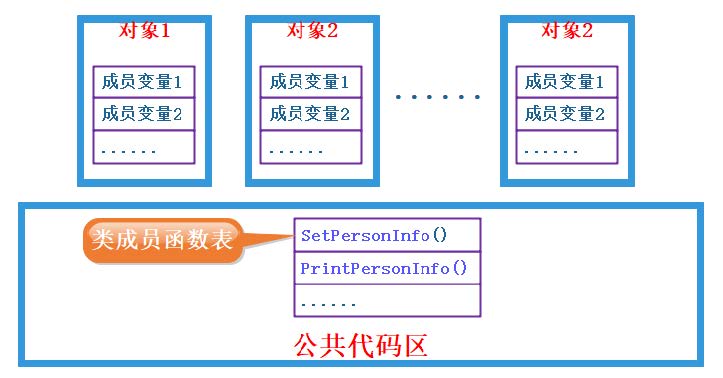 对象1
成员变量1
成员变量2
......
对象2
成员变量1
成员变量2
......
......
对象2
成员变量1
成员变量2
......
类成员函数表
SetPersonInfo()
PrintPersonInfo()
......
公共代码区